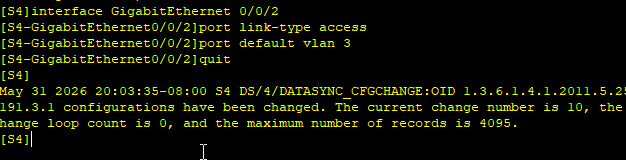 [S4]interface GigabitEthernet 0/0/2
[S4-GigabitEthernet0/0/2]port link-type access
[S4-GigabitEthernet0/0/2]port default vlan 3
[S4-GigabitEthernet0/0/2]quit
[S4]
May 31 2026 20:03:35-08:00 S4 DS/4/DATASYNC_CFGCHANGE:OID 1.3.6.1.4.1.2011.5.25
191.3.1 configurations have been changed. The current change number is 10, the
hange loop count is 0, and the maximum number of records is 4095.
[S4]